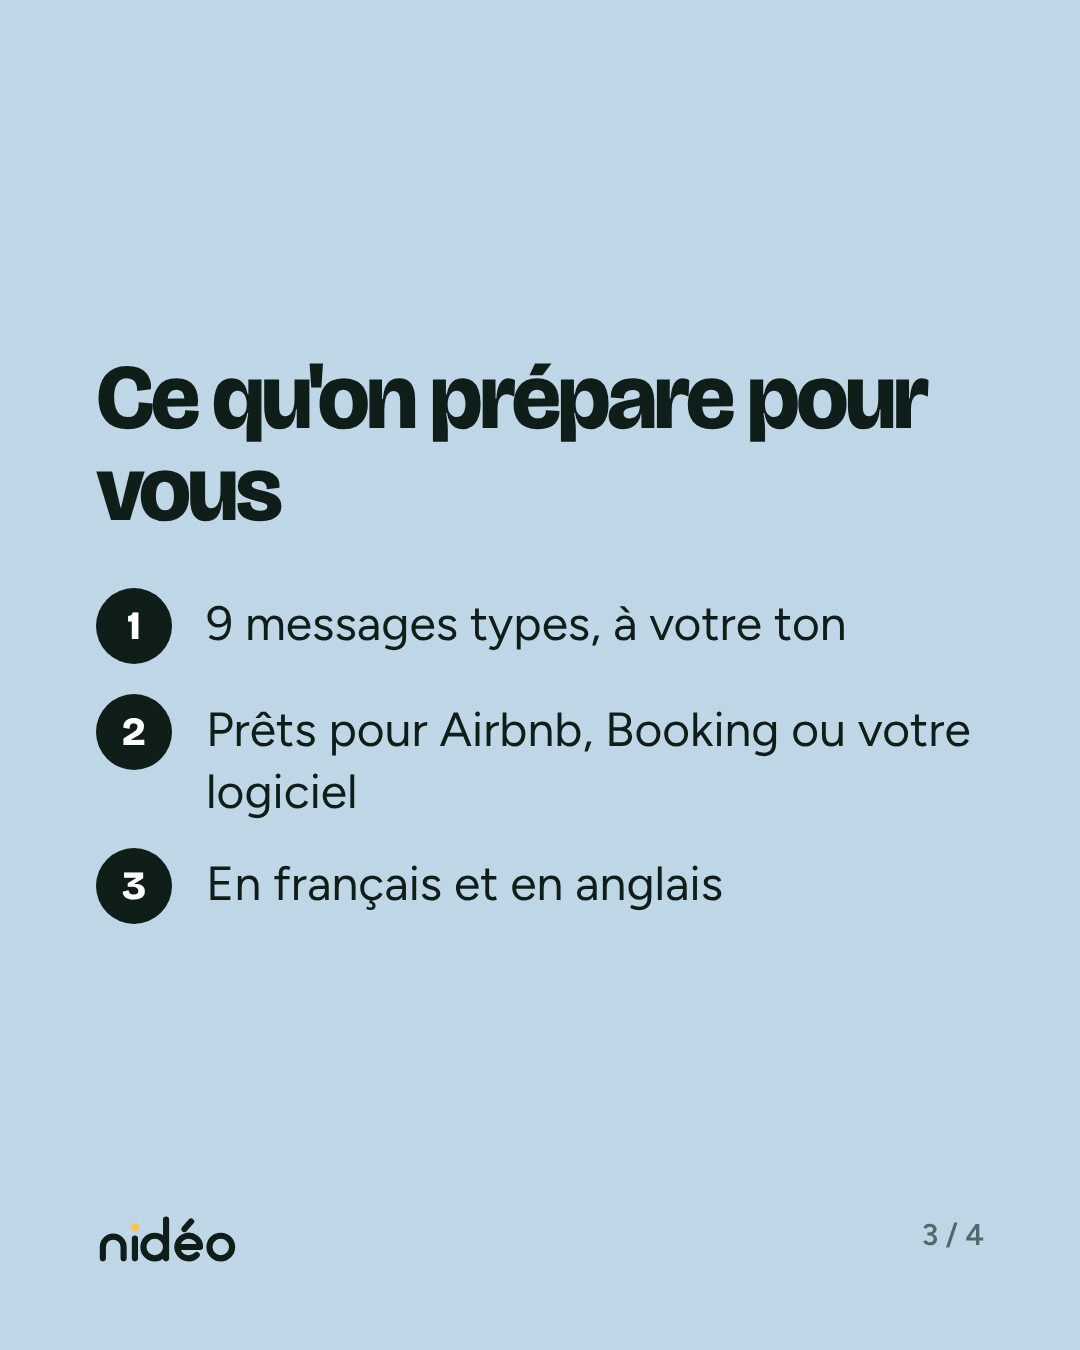 Ce qu'on prépare pour
vous
1 9 messages types, à votre ton
2 Prêts pour Airbnb, Booking ou votre
logiciel
3 En français et en anglais
nidéo
3 / 4